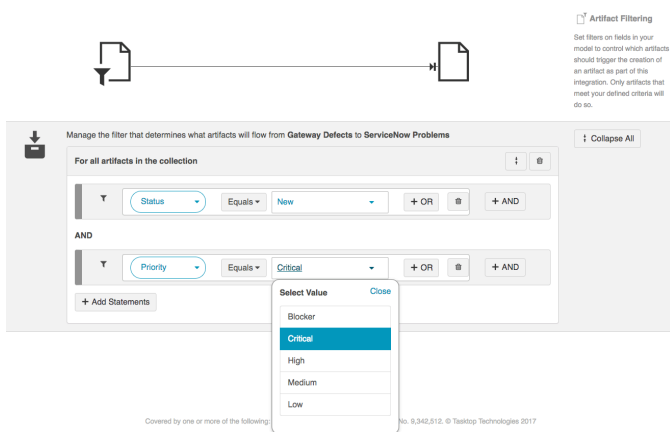 Artifact Filtering
Set filters on fields in your
model to control which artifacts
should trigger the creation of
an artifact as part of this
integration. Only artifacts that
meet your defined criteria will
do so.
Manage the filter that determines what artifacts will flow from Gateway Defects to ServiceNow Problems
Collapse All
For all artifacts in the collection
Status Equals New + OR + AND
AND
Priority Equals Critical + OR + AND
+ Add Statements
Select Value Close
Blocker
Critical
High
Medium
Low
Covered by one or more of the following: No. 9,342,512. © Tasktop Technologies 2017